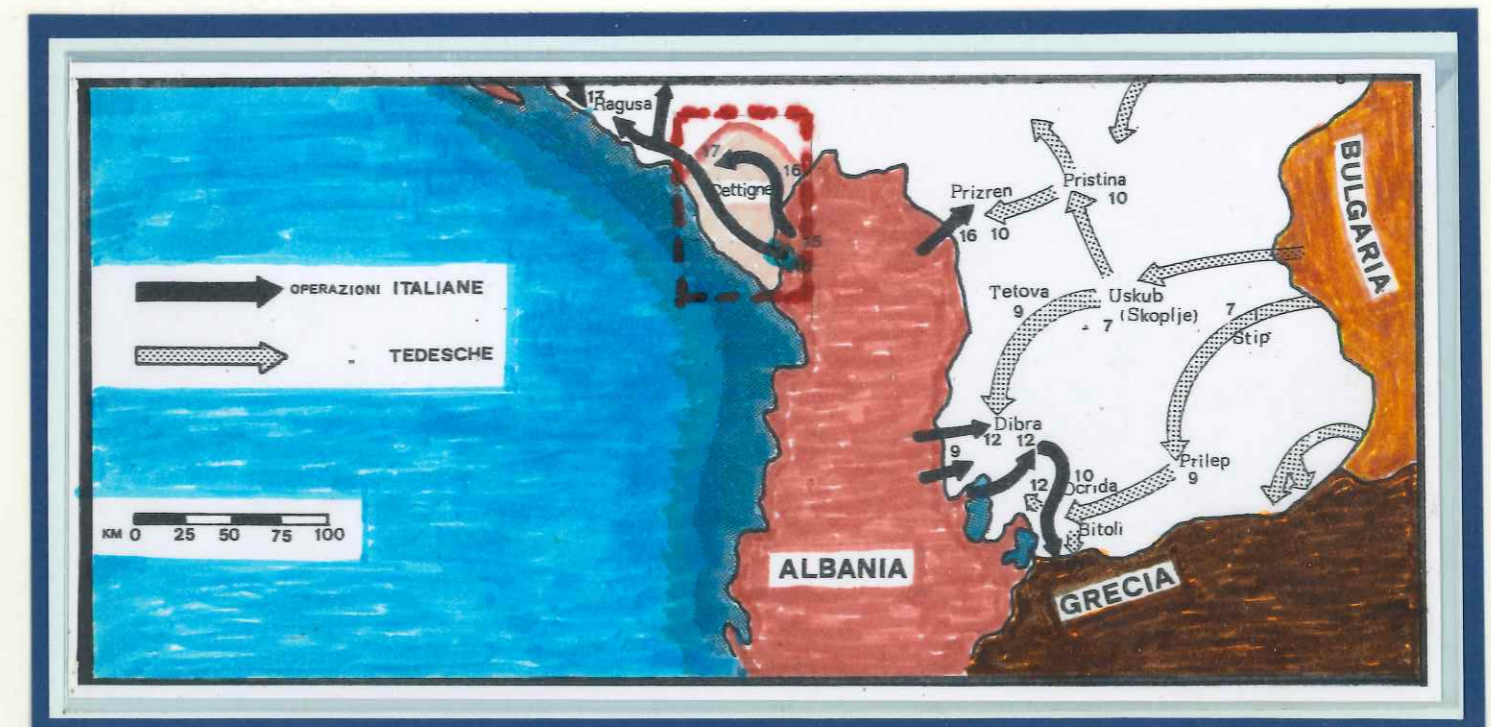 13
Ragusa
17
16
Cettigne
15
Prizren
Pristina
10
16
10
BULGARIA
OPERAZIONI ITALIANE
" TEDESCHE
Tetova
9
Uskub
(Skoplje)
7
7
Stip
Dibra
12
12
9
Prilep
9
10
12
Ocrida
Bitoli
KM 0 25 50 75 100
ALBANIA
GRECIA